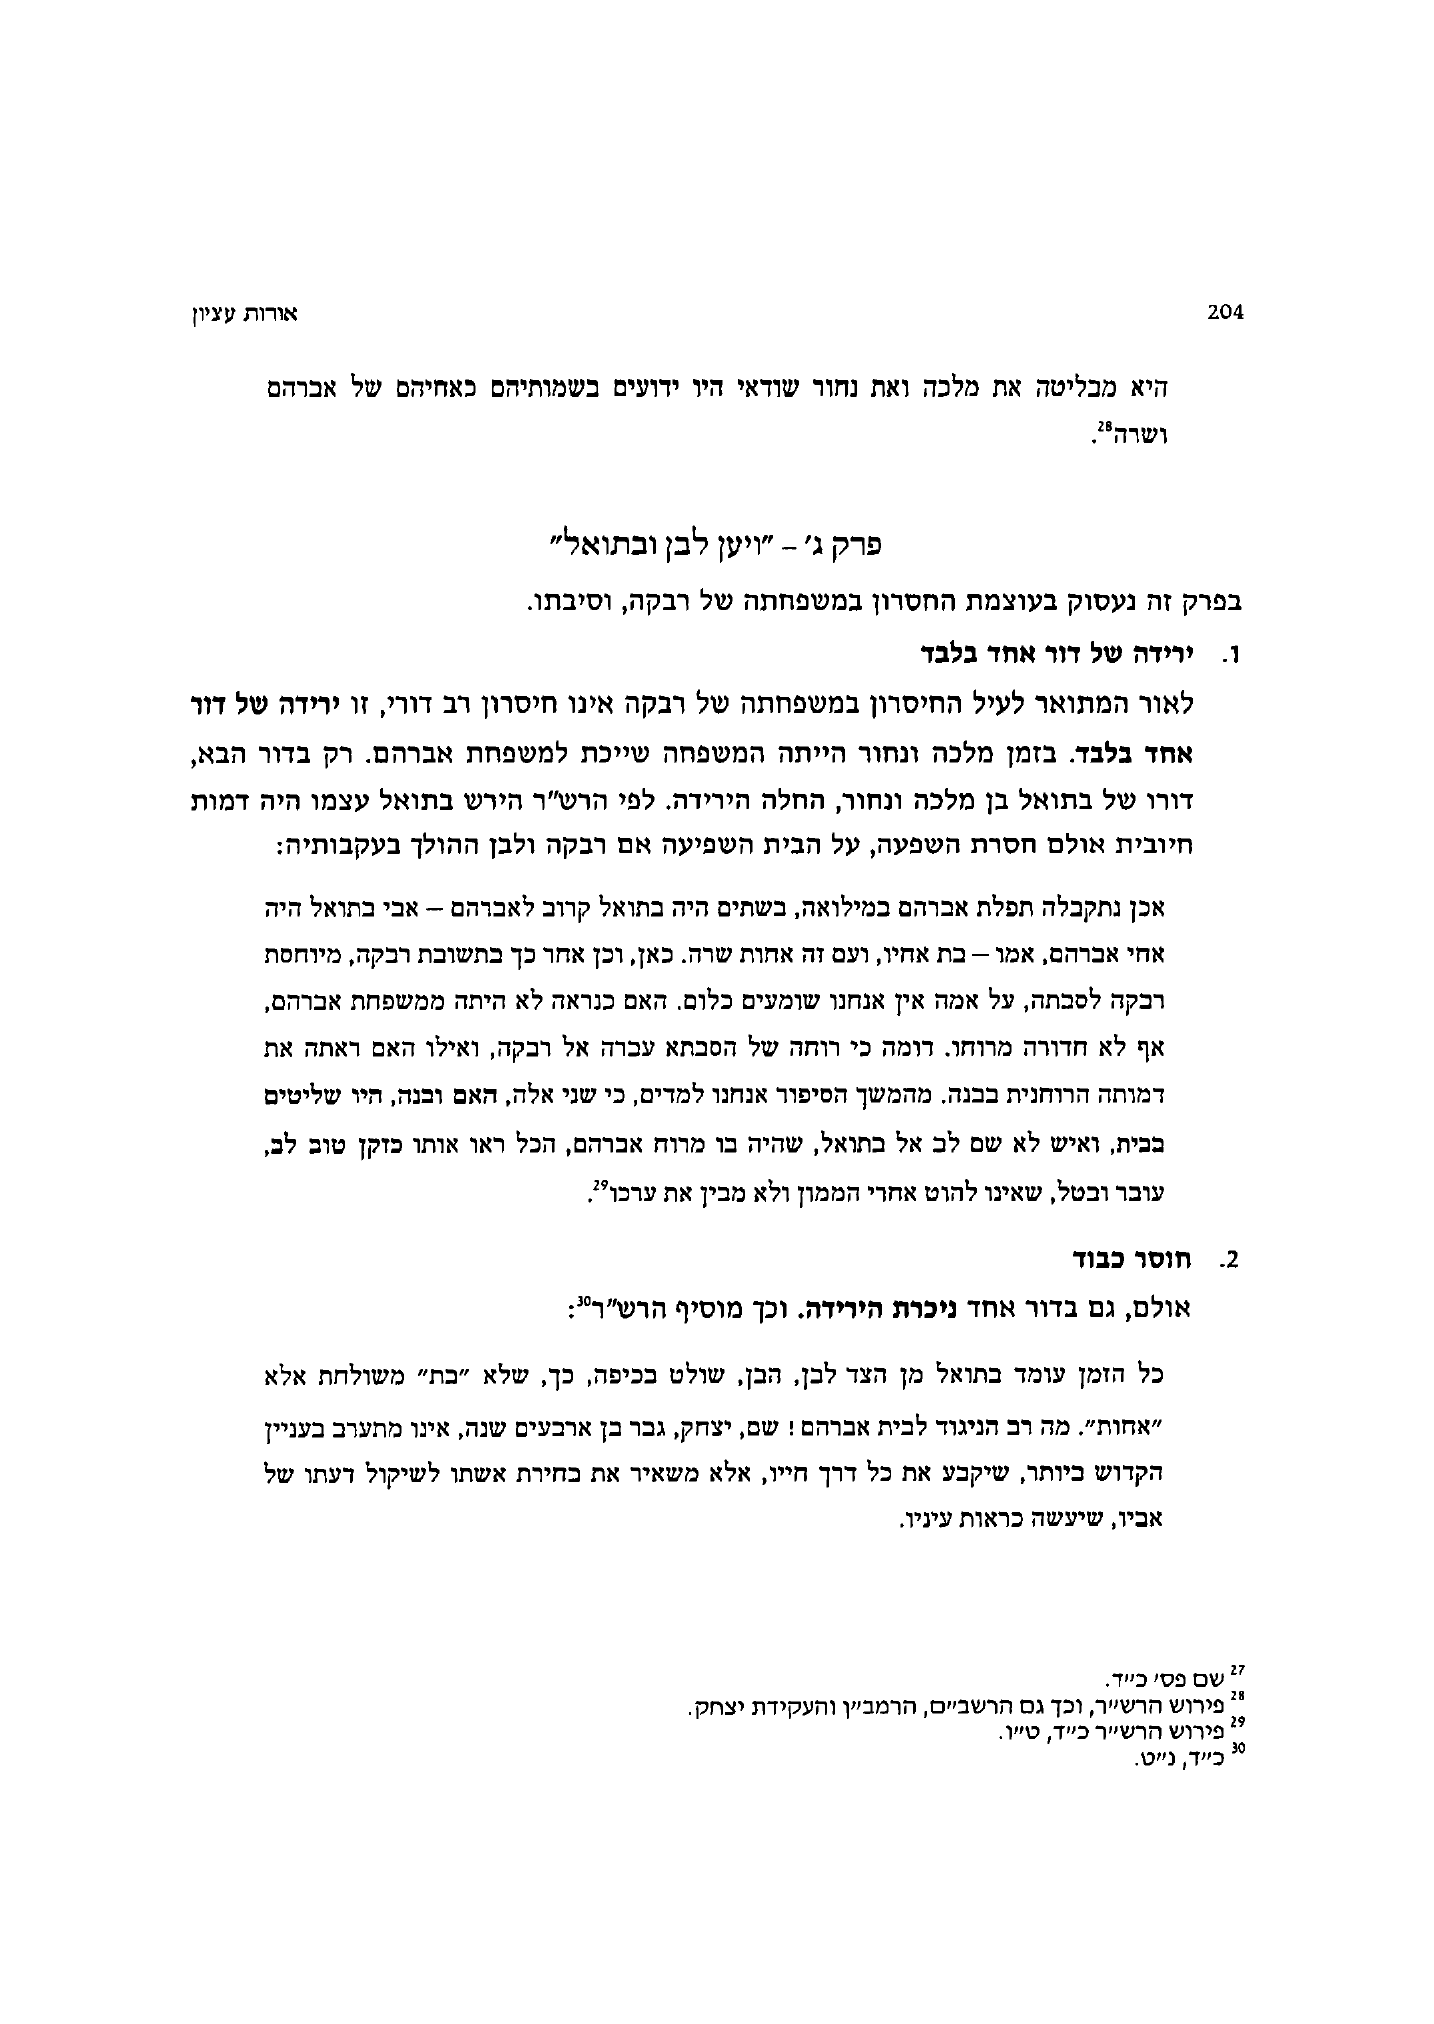 204
אורות עציון
היא מבליטה את מלכה ואת נחור שודאי היו ידועים בשמותיהם כאחיהם של אברהם
ושרה28.
פרק ג' – "ויען לבן ובתואל"
בפרק זה נעסוק בעוצמת החסרון במשפחתה של רבקה, וסיבתו.
1. ירידה של דור אחד בלבד
לאור המתואר לעיל החיסרון במשפחתה של רבקה אינו חיסרון רב דורי, זו ירידה של דור
אחד בלבד. בזמן מלכה ונחור הייתה המשפחה שייכת למשפחת אברהם. רק בדור הבא,
דורו של בתואל בן מלכה ונחור, החלה הירידה. לפי הרש"ר הירש בתואל עצמו היה דמות
חיובית אולם חסרת השפעה, על הבית השפיעה אם רבקה ולבן ההולך בעקבותיה:
אכן נתקבלה תפלת אברהם במילואה, בשתים היה בתואל קרוב לאברהם – אבי בתואל היה
אחי אברהם, אמו – בת אחיו, ועם זה אחות שרה. כאן, וכן אחר כך בתשובת רבקה, מיוחסת
רבקה לסבתה, על אמה אין אנחנו שומעים כלום. האם כנראה לא היתה ממשפחת אברהם,
אף לא חדורה מרוחו. דומה כי רוחה של הסבתא עברה אל רבקה, ואילו האם ראתה את
דמותה הרוחנית בבנה. מהמשך הסיפור אנחנו למדים, כי שני אלה, האם ובנה, היו שליטים
בבית, ואיש לא שם לב אל בתואל, שהיה בו מרוח אברהם, הכל ראו אותו כזקן טוב לב,
עובר ובטל, שאינו להוט אחרי הממון ולא מבין את ערכו29.
2. חוסר כבוד
אולם, גם בדור אחד ניכרת הירידה. וכך מוסיף הרש"ר30:
כל הזמן עומד בתואל מן הצד לבן, הבן, שולט בכיפה, כך, שלא "בת" משולחת אלא
"אחות". מה רב הניגוד לבית אברהם! שם, יצחק, גבר בן ארבעים שנה, אינו מתערב בעניין
הקדוש ביותר, שיקבע את כל דרך חייו, אלא משאיר את בחירת אשתו לשיקול דעתו של
אביו, שיעשה כראות עיניו.
27 שם פס' כ"ד.
28 פירוש הרש"ר, וכך גם הרשב"ם, הרמב"ן והעקידת יצחק.
29 פירוש הרש"ר כ"ד, ט"ו.
30 כ"ד, נ"ט.